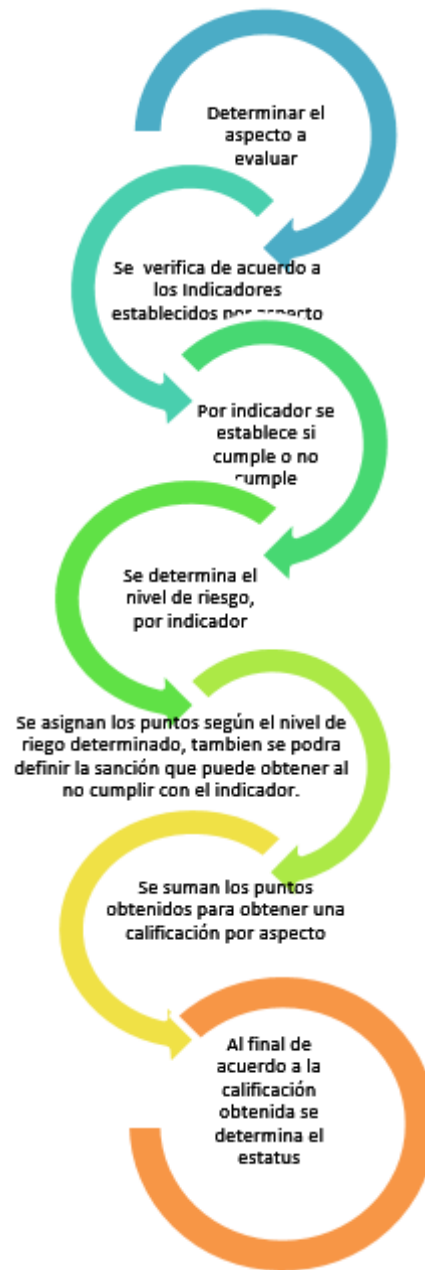 Determinar el
aspecto a
evaluar
Se verifica de acuerdo a
los Indicadores
establecidos por aspecto
Por indicador se
establece si
cumple o no
cumple
Se determina el
nivel de riesgo,
por indicador
Se asignan los puntos según el nivel de
riego determinado, tambien se podra
definir la sanción que puede obtener al
no cumplir con el indicador.
Se suman los puntos
obtenidos para obtener una
calificación por aspecto
Al final de
acuerdo a la
calificación
obtenida se
determina el
estatus